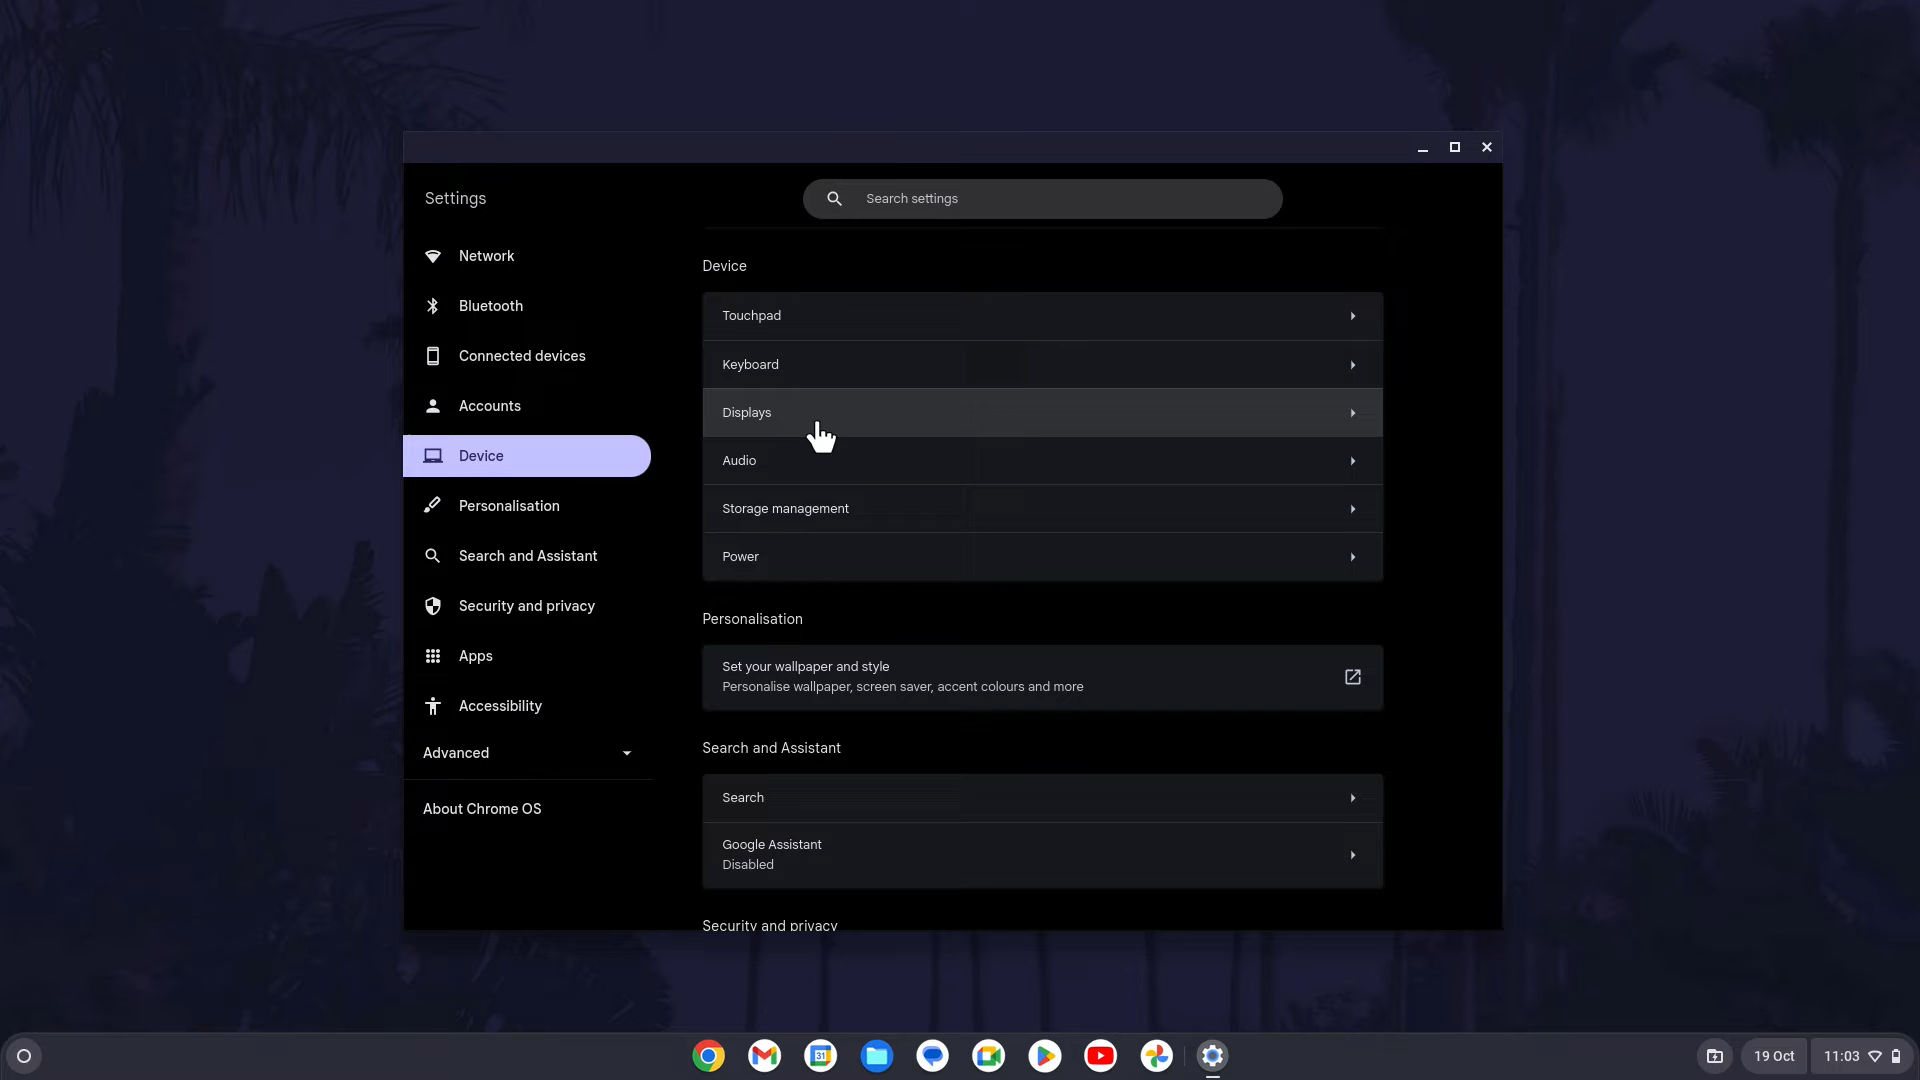 Settings
Search settings
Network
Bluetooth
Connected devices
Accounts
Device
Personalisation
Search and Assistant
Security and privacy
Apps
Accessibility
Advanced
About Chrome OS
Device
Touchpad
Keyboard
Displays
Audio
Storage management
Power
Personalisation
Set your wallpaper and style
Personalise wallpaper, screen saver, accent colours and more
Search and Assistant
Search
Google Assistant
Disabled
Security and privacy
31
19 Oct
11:03